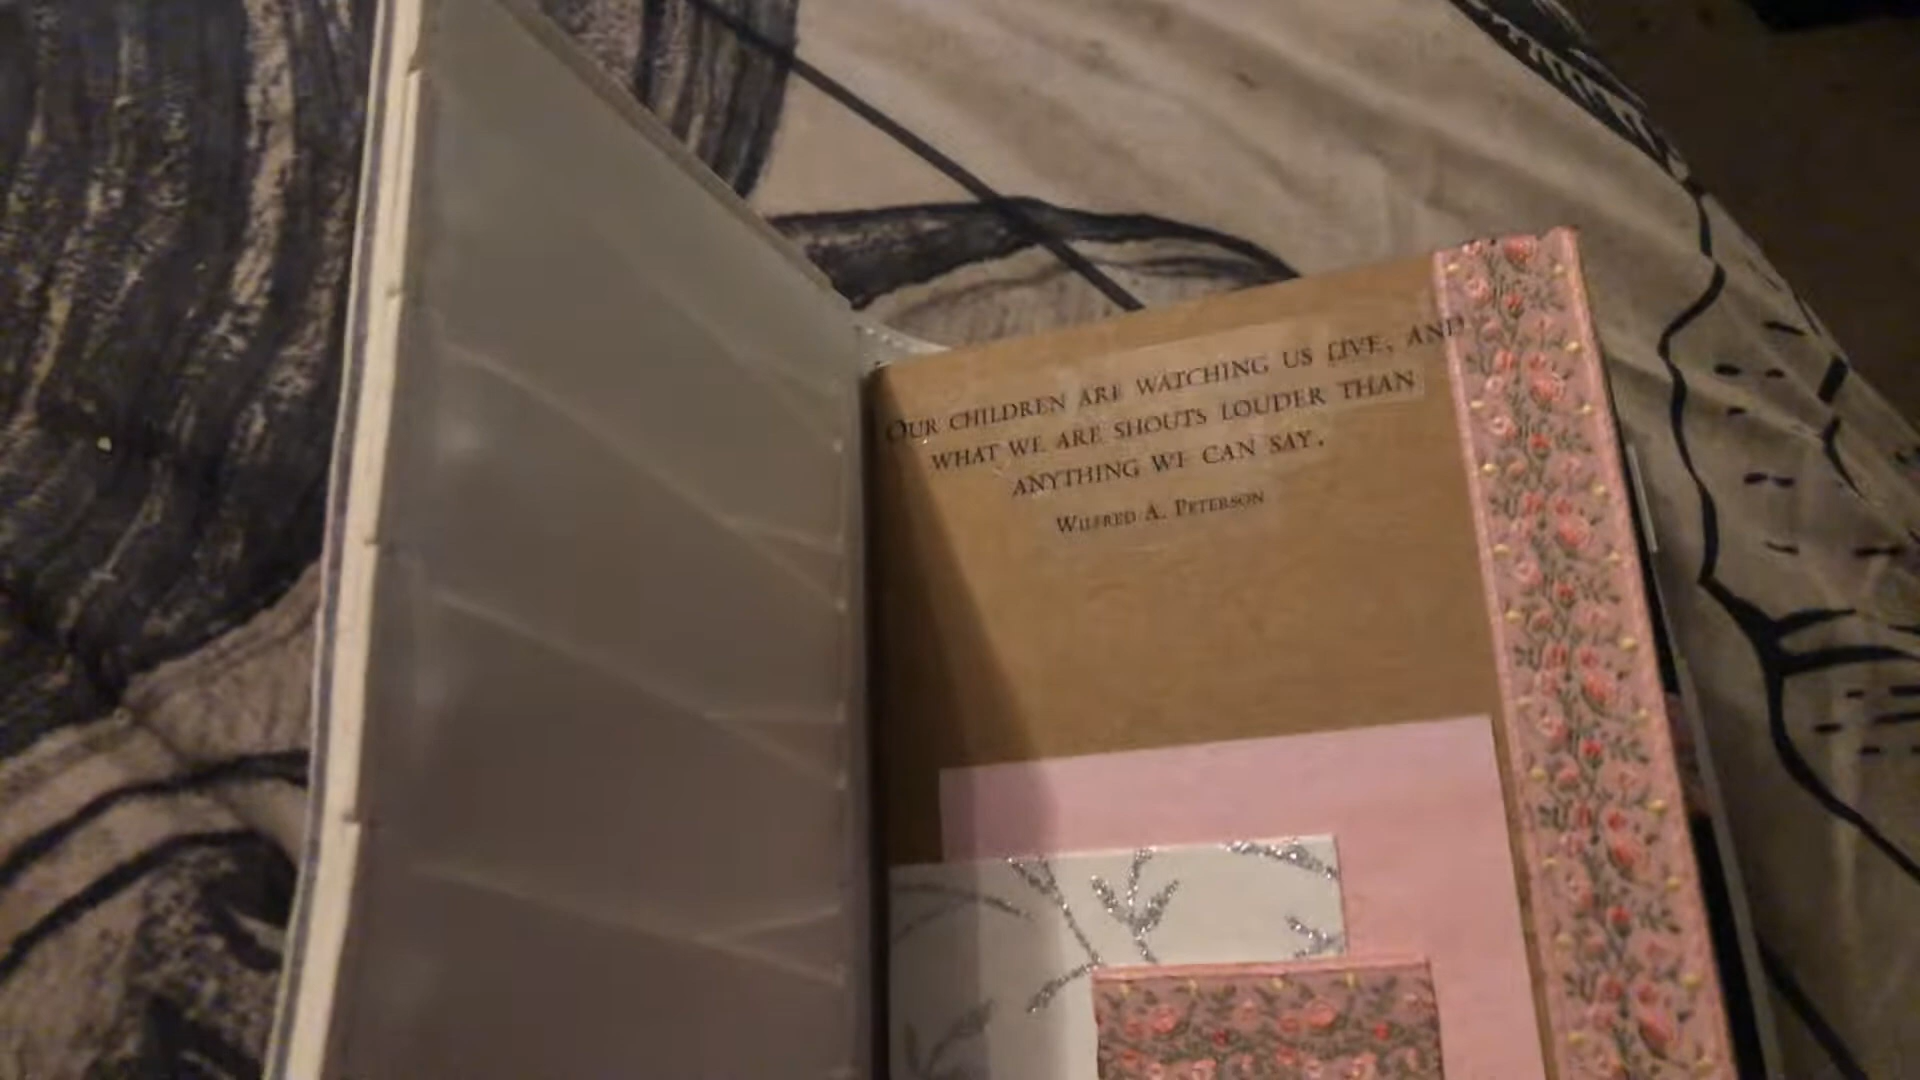 OUR CHILDREN ARE WATCHING US LIVE, AND
WHAT WE ARE SHOUTS LOUDER THAN
ANYTHING WE CAN SAY.
WILFRED A. PETERSON